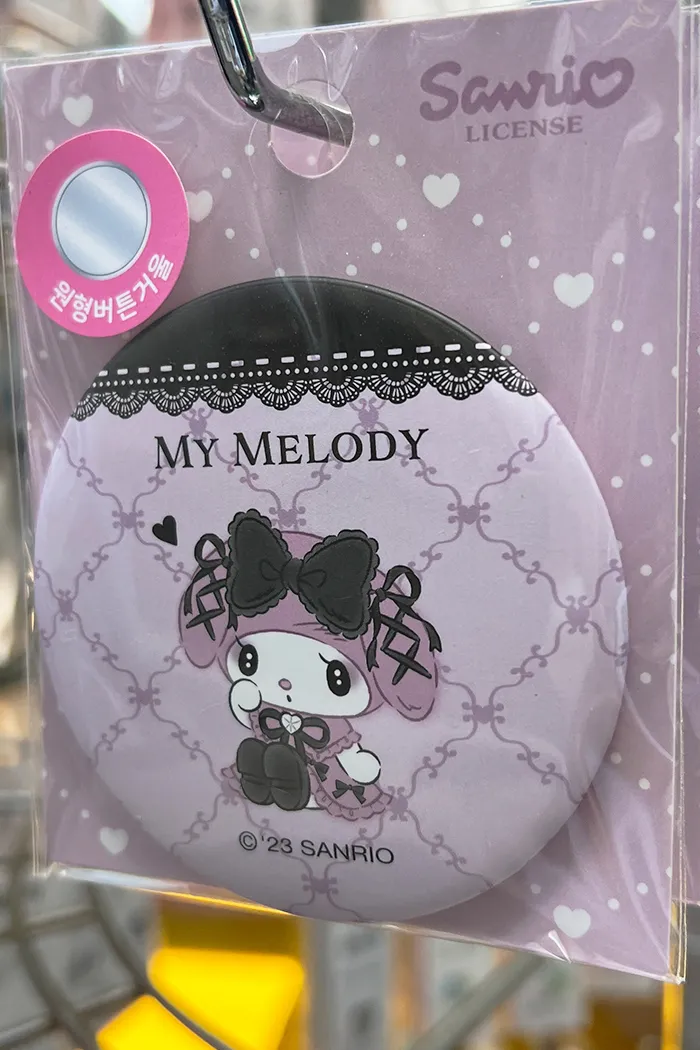 Sanrio
LICENSE
원형버튼거울
MY MELODY
© '23 SANRIO